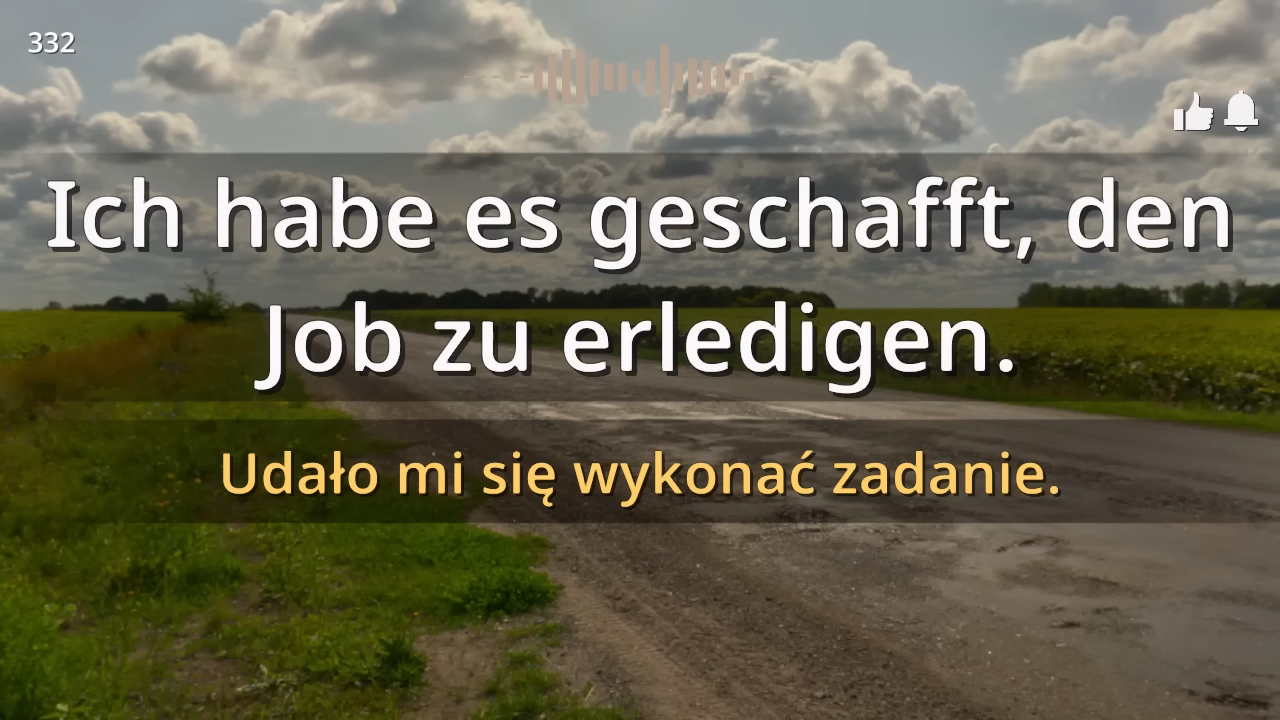 332
Ich habe es geschafft, den
Job zu erledigen.
Udało mi się wykonać zadanie.